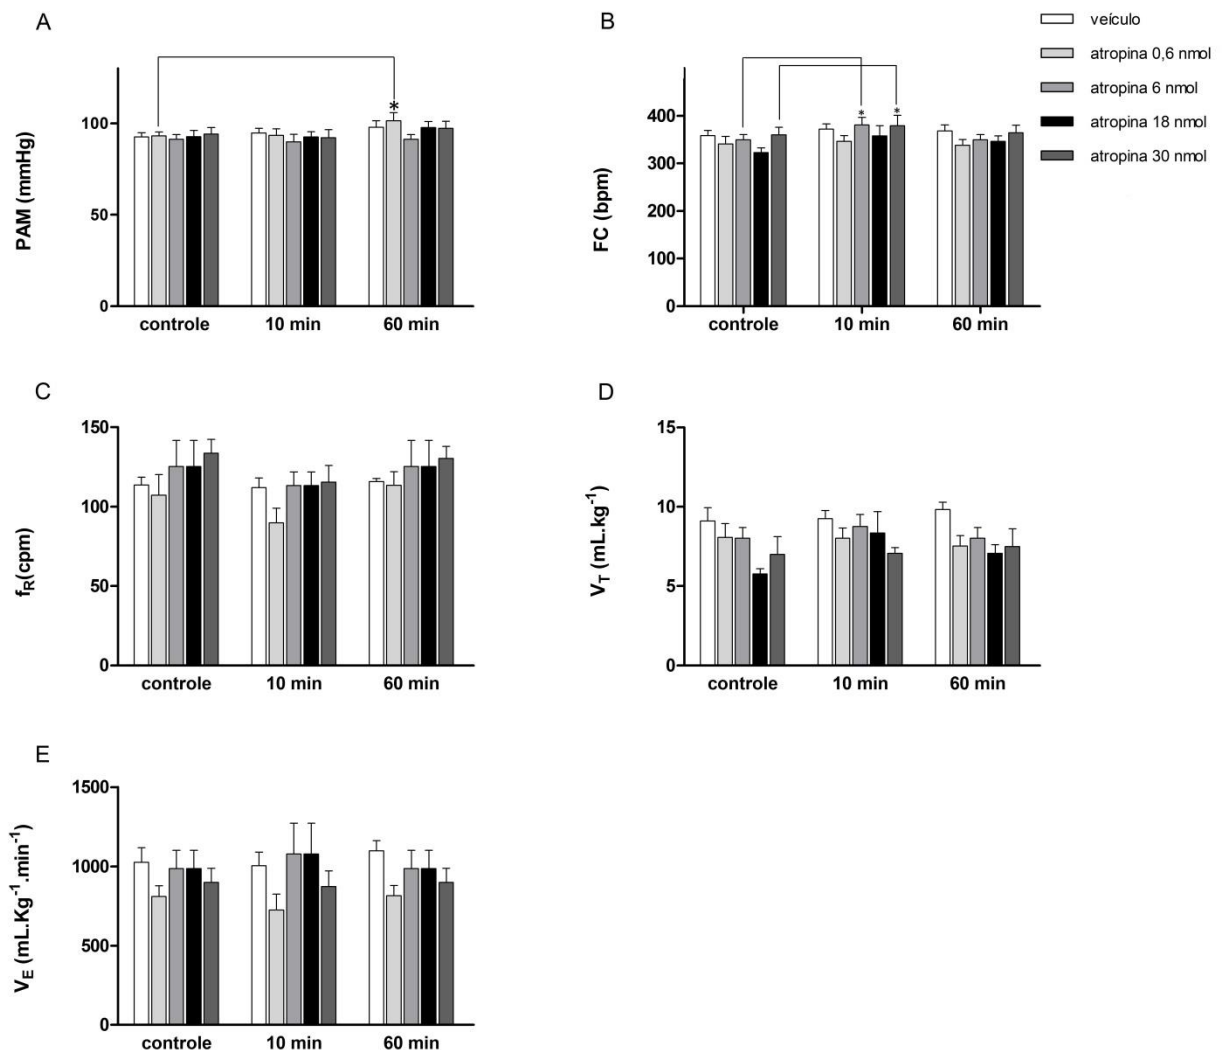 A
PAM (mmHg)
100
50
0
*
controle 10 min 60 min
B
FC (bpm)
400
300
200
100
0
* *
controle 10 min 60 min
veículo
atropina 0,6 nmol
atropina 6 nmol
atropina 18 nmol
atropina 30 nmol
C
fR(cpm)
150
100
50
0
controle 10 min 60 min
D
VT (mL.kg-1)
15
10
5
0
controle 10 min 60 min
E
VE (mL.Kg-1.min-1)
1500
1000
500
0
controle 10 min 60 min